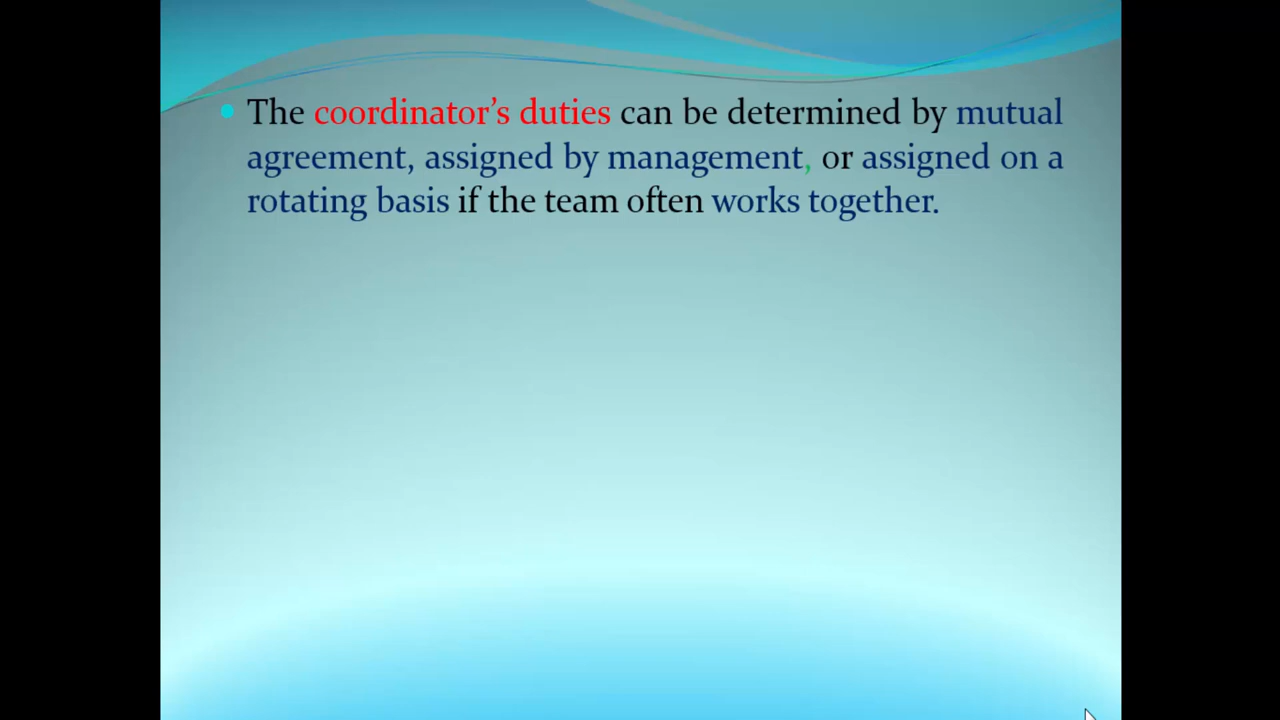 The coordinator’s duties can be determined by mutual
agreement, assigned by management, or assigned on a
rotating basis if the team often works together.